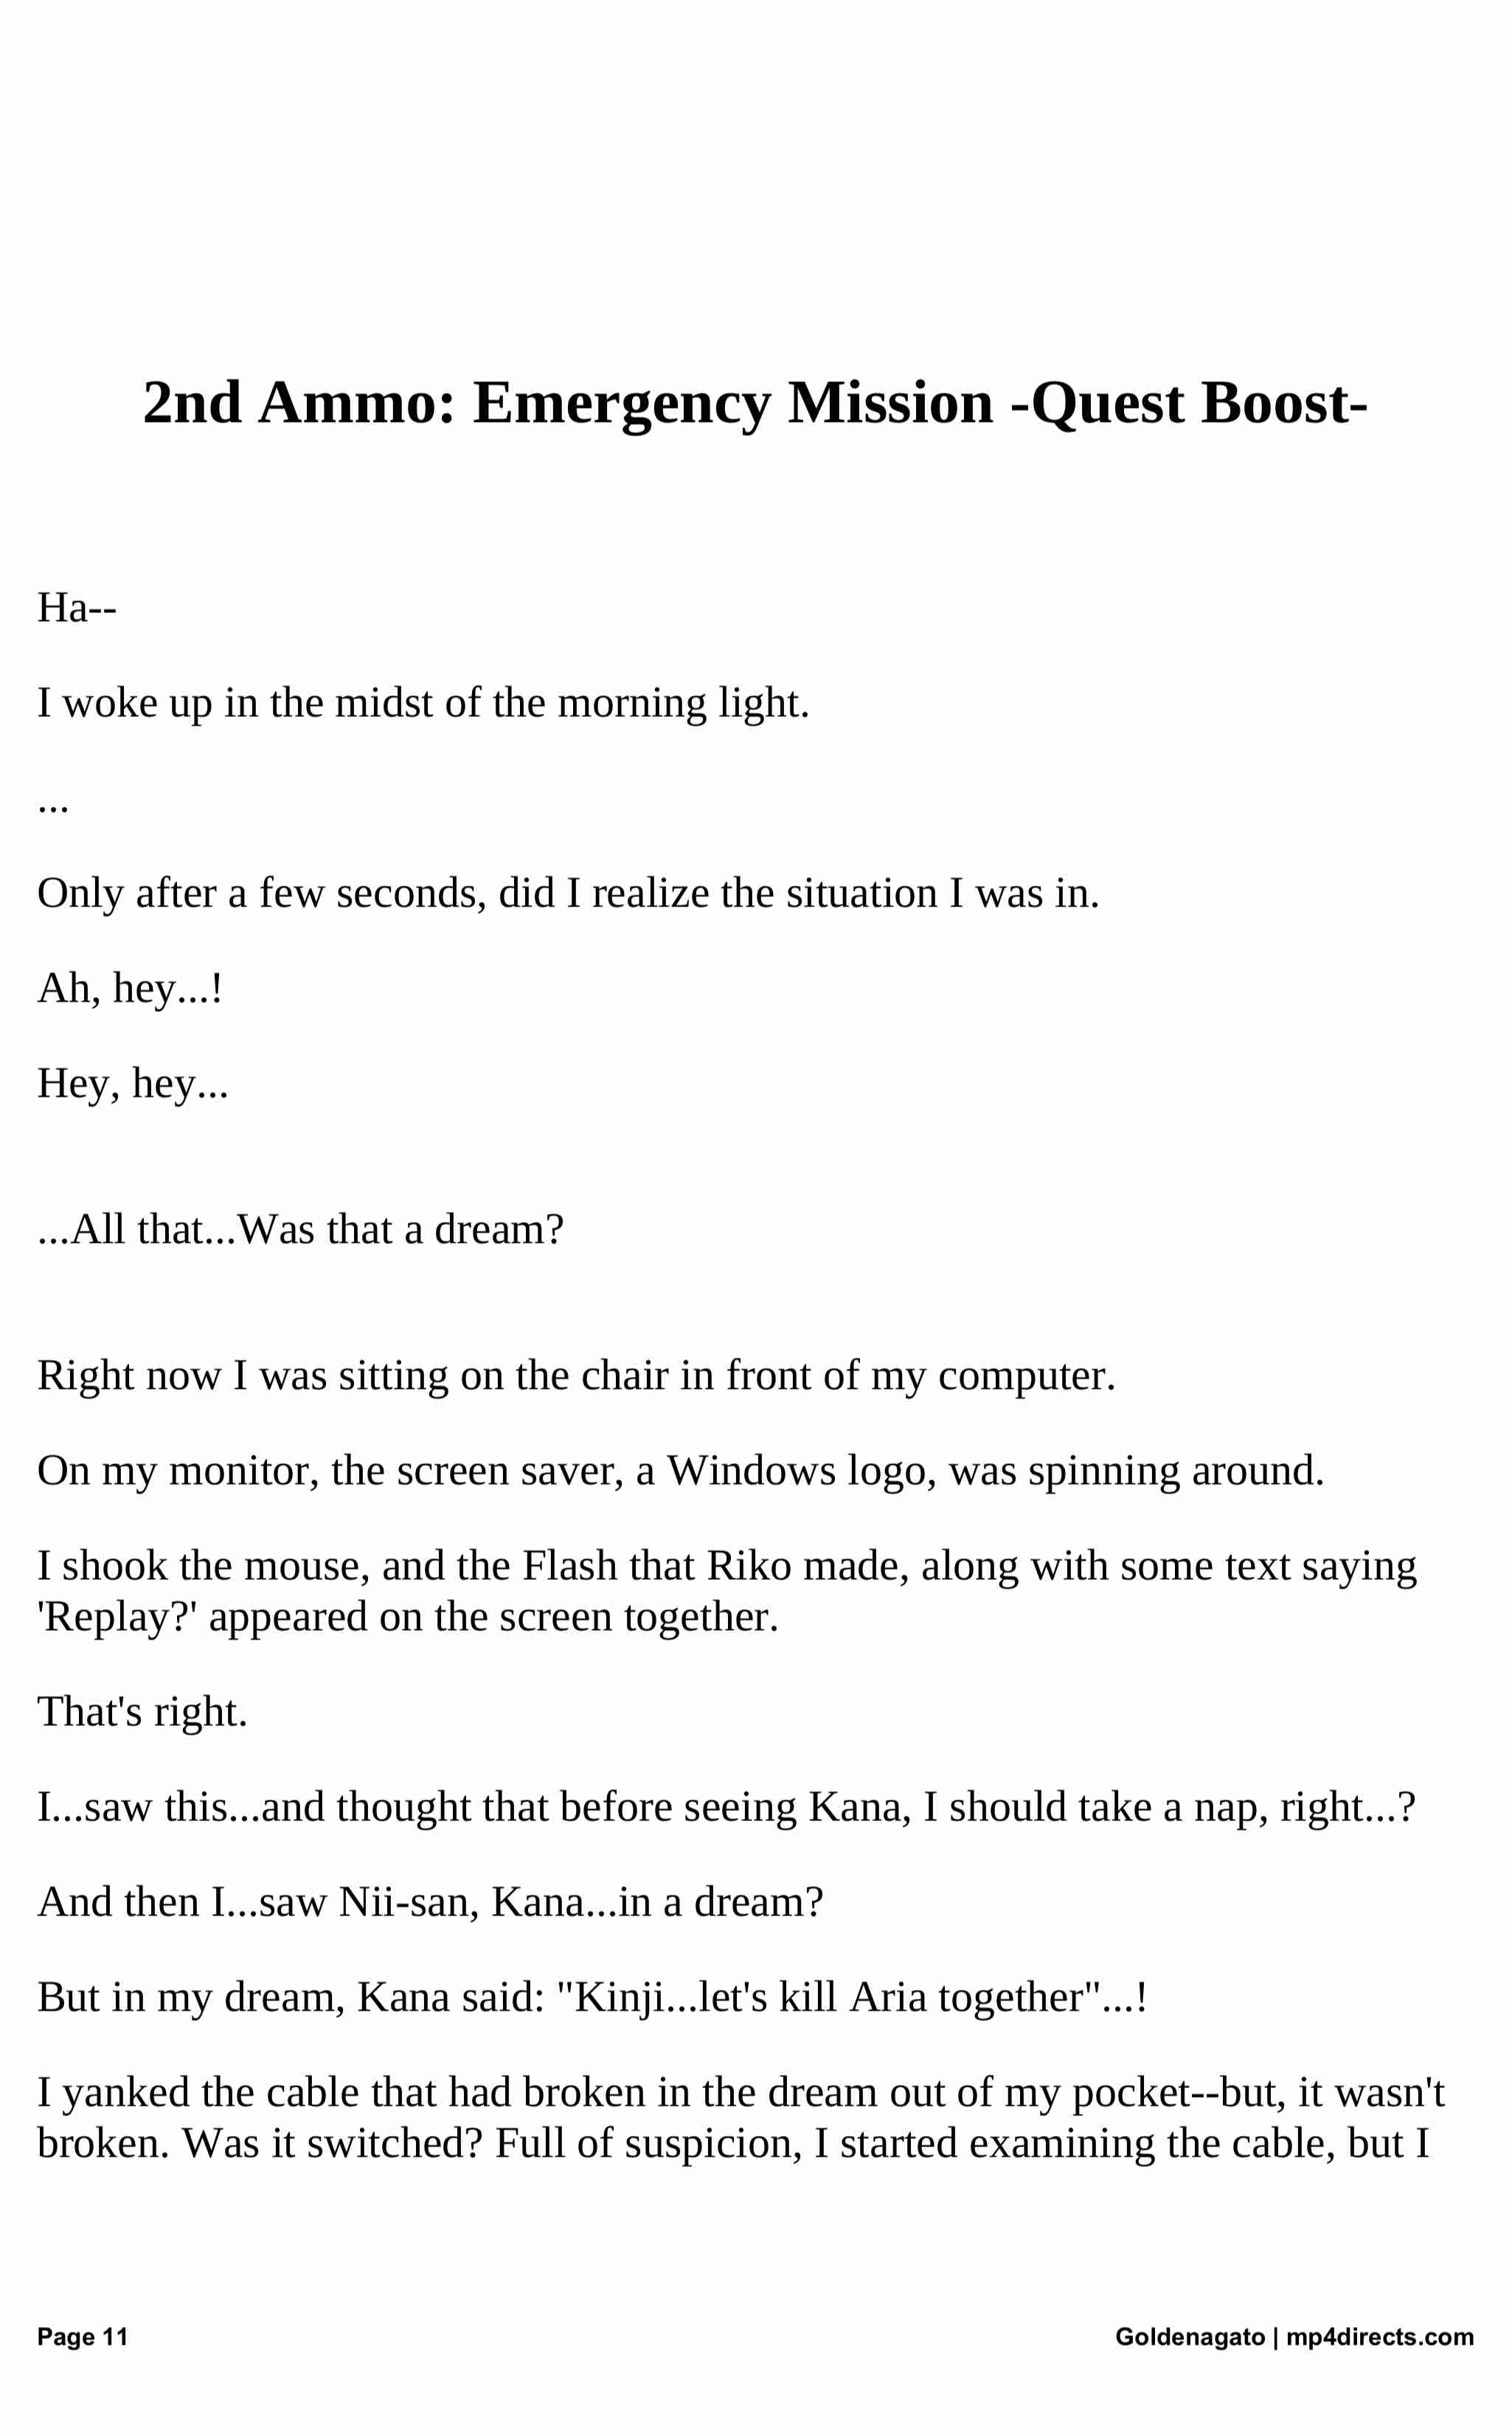 2nd Ammo: Emergency Mission -Quest Boost-
Ha--
I woke up in the midst of the morning light.
...
Only after a few seconds, did I realize the situation I was in.
Ah, hey...!
Hey, hey...
...All that...Was that a dream?
Right now I was sitting on the chair in front of my computer.
On my monitor, the screen saver, a Windows logo, was spinning around.
I shook the mouse, and the Flash that Riko made, along with some text saying
'Replay?' appeared on the screen together.
That's right.
I...saw this...and thought that before seeing Kana, I should take a nap, right...?
And then I...saw Nii-san, Kana...in a dream?
But in my dream, Kana said: "Kinji...let's kill Aria together"...!
I yanked the cable that had broken in the dream out of my pocket--but, it wasn't
broken. Was it switched? Full of suspicion, I started examining the cable, but I
Page 11
Goldenagato | mp4directs.com